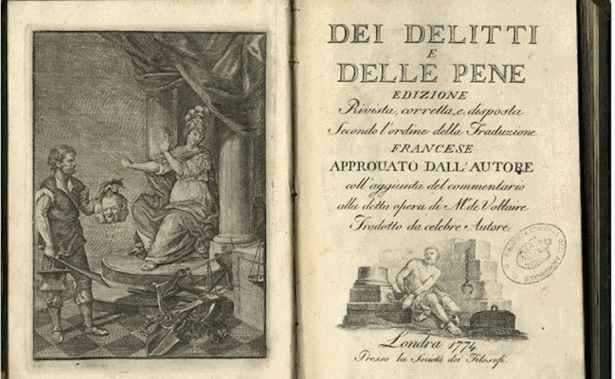 DEI DELITTI
E
DELLE PENE
EDIZIONE
Rivista, corretta, e disposta
Secondo l'ordine della Traduzione
FRANCESE
APPROVATO DALL'AUTORE
coll'aggiunta del commentario
alla detta opera di Mr. de Voltaire
Tradotto da celebre Autore
Londra 1774
Presso la Società dei Filosofi.